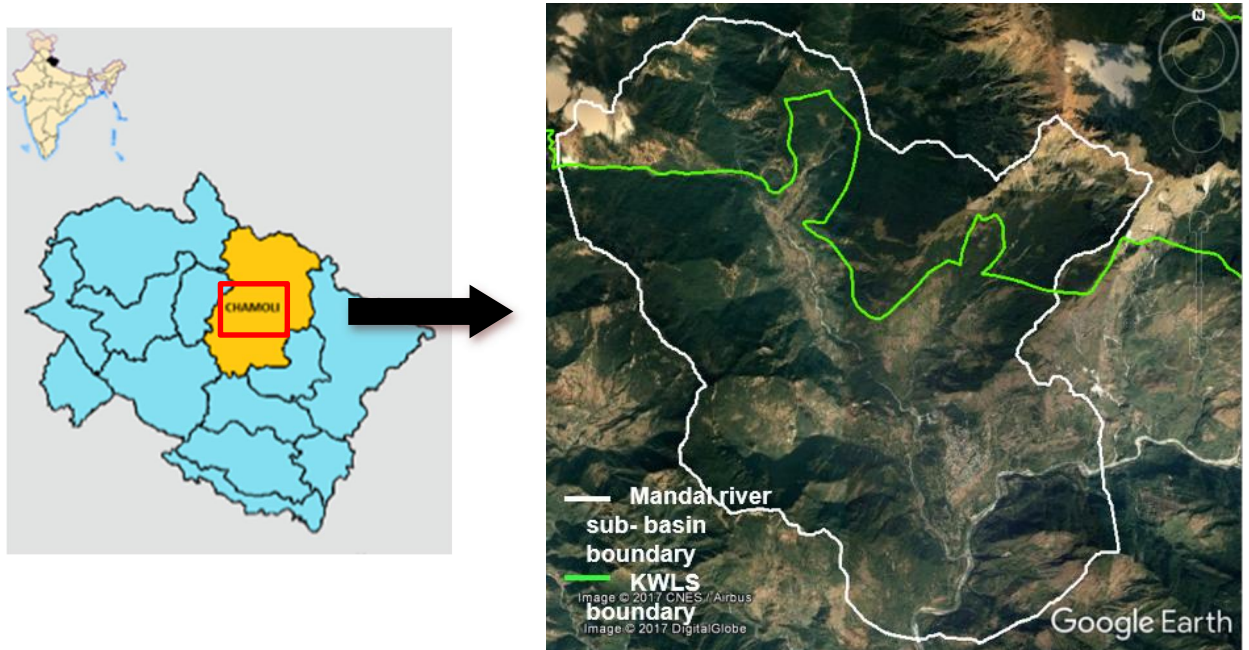 CHAMOLI
N
Mandal river
sub- basin
boundary
KWLS
Image © 2017 CNES / Airbus
boundary
Image © 2017 DigitalGlobe
Google Earth